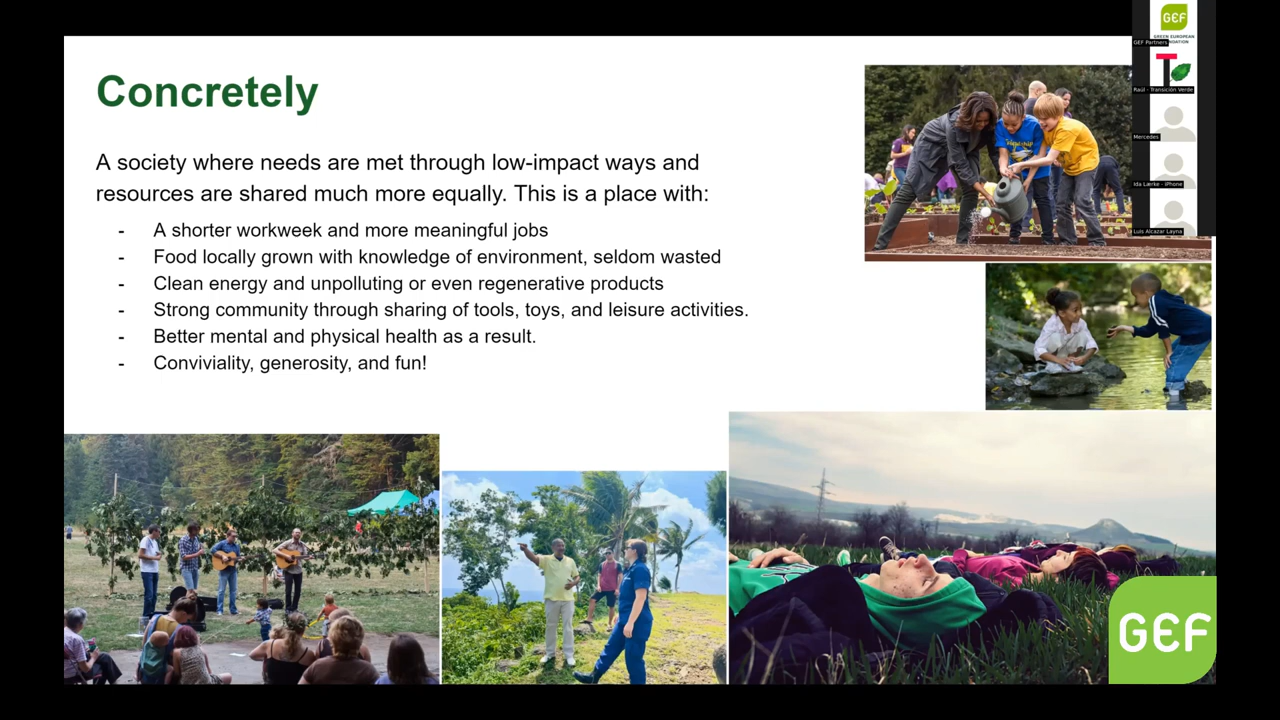 Concretely
A society where needs are met through low-impact ways and
resources are shared much more equally. This is a place with:
- A shorter workweek and more meaningful jobs
- Food locally grown with knowledge of environment, seldom wasted
- Clean energy and unpolluting or even regenerative products
- Strong community through sharing of tools, toys, and leisure activities.
- Better mental and physical health as a result.
- Conviviality, generosity, and fun!
GEF
GREEN EUROPEAN
GEF Partners
Raúl - Transición Verde
Mercedes
Ida Lærke - iPhone
Luis Alcazar Layna
GEF